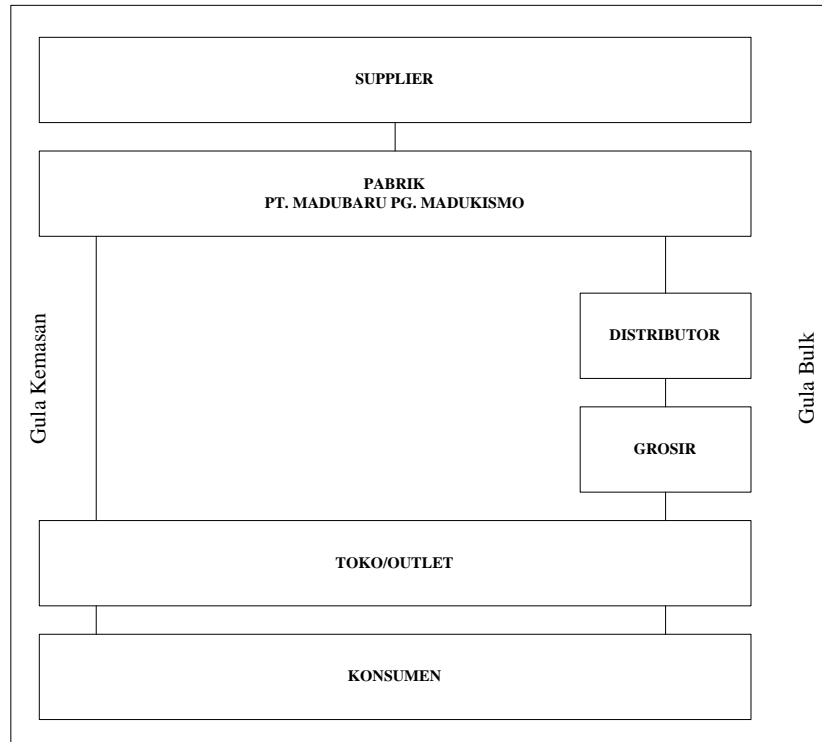 SUPPLIER
PABRIK
PT. MADUBARU PG. MADUKISMO
Gula Kemasan
DISTRIBUTOR
Gula Bulk
GROSIR
TOKO/OUTLET
KONSUMEN